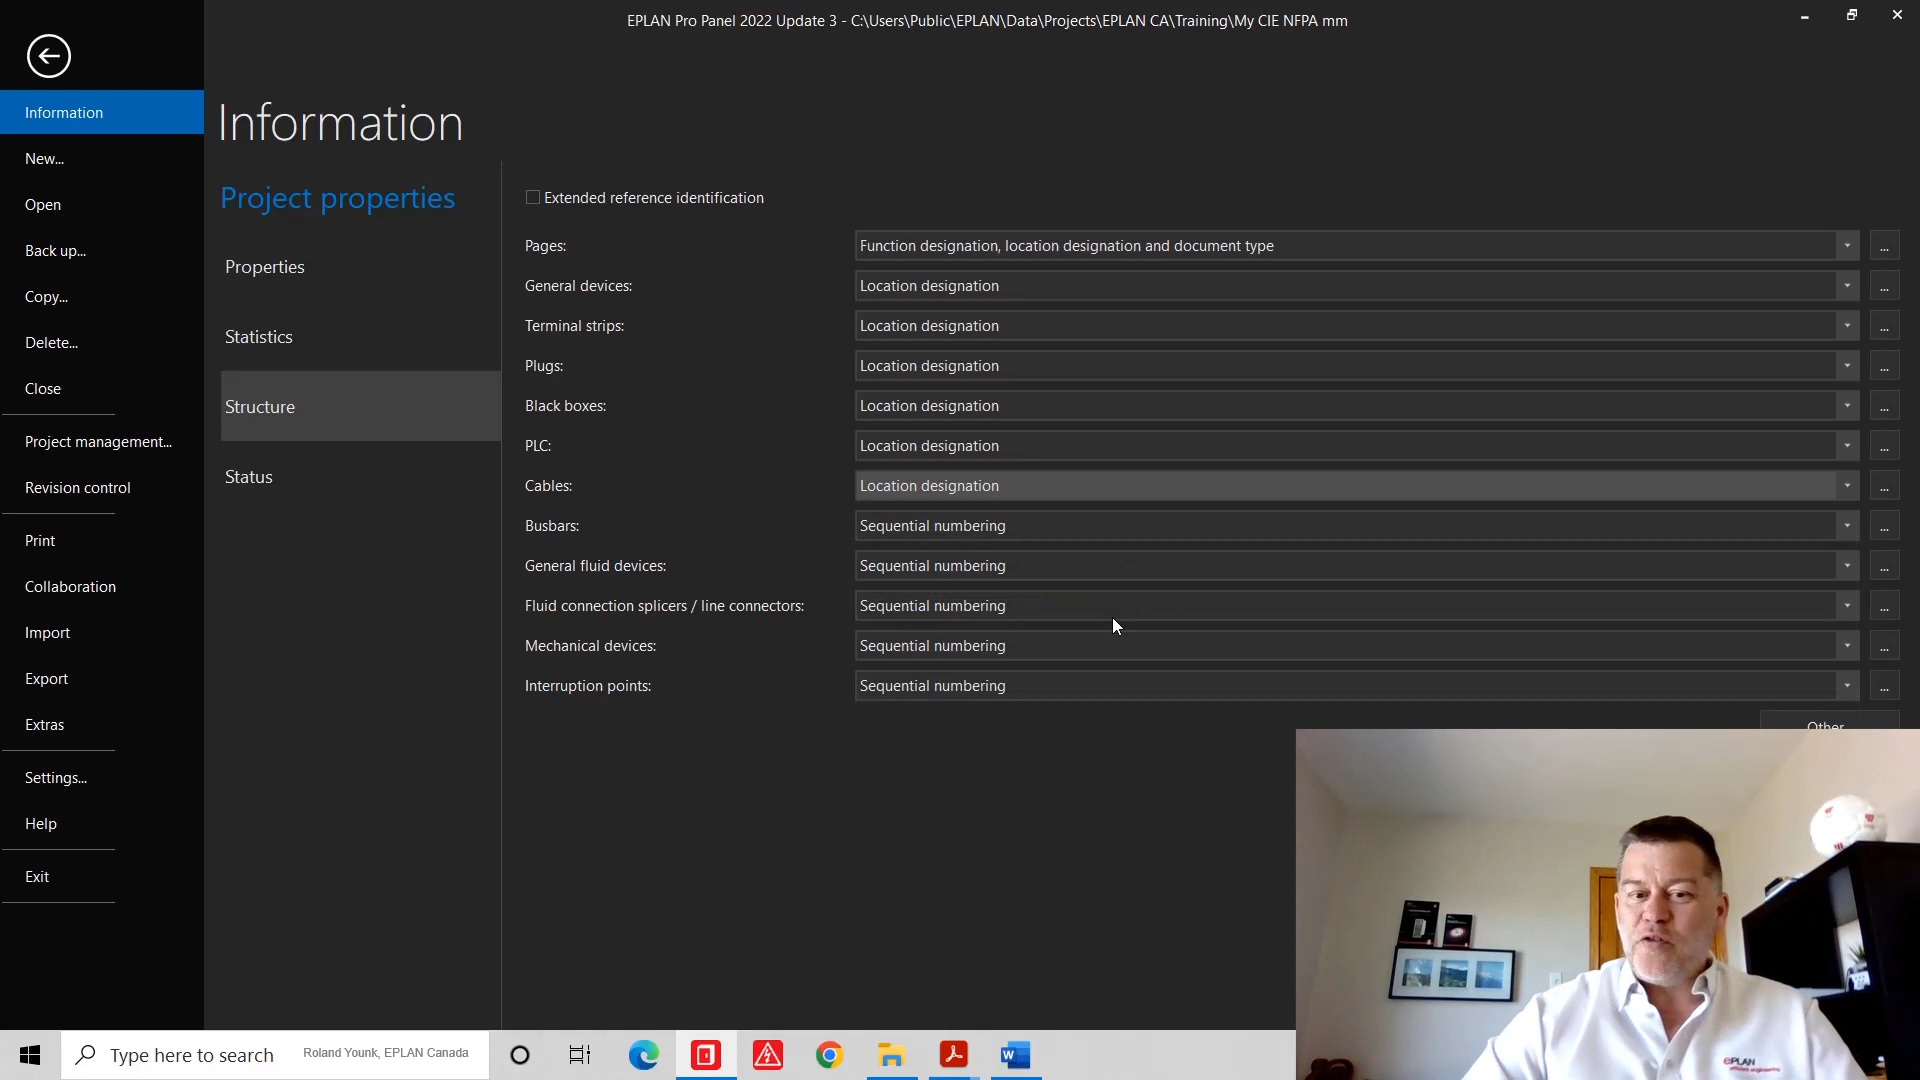 EPLAN Pro Panel 2022 Update 3 - C:\Users\Public\EPLAN\Data\Projects\EPLAN CA\Training\My CIE NFPA mm
Information
New...
Open
Back up...
Copy...
Delete...
Close
Project management...
Revision control
Print
Collaboration
Import
Export
Extras
Settings...
Help
Exit
Information
Project properties
Properties
Statistics
Structure
Status
Extended reference identification
Pages: Function designation, location designation and document type ...
General devices: Location designation ...
Terminal strips: Location designation ...
Plugs: Location designation ...
Black boxes: Location designation ...
PLC: Location designation ...
Cables: Location designation ...
Busbars: Sequential numbering ...
General fluid devices: Sequential numbering ...
Fluid connection splicers / line connectors: Sequential numbering ...
Mechanical devices: Sequential numbering ...
Interruption points: Sequential numbering ...
Other
ePLAN
efficient engineering
Type here to search
Roland Younk, EPLAN Canada